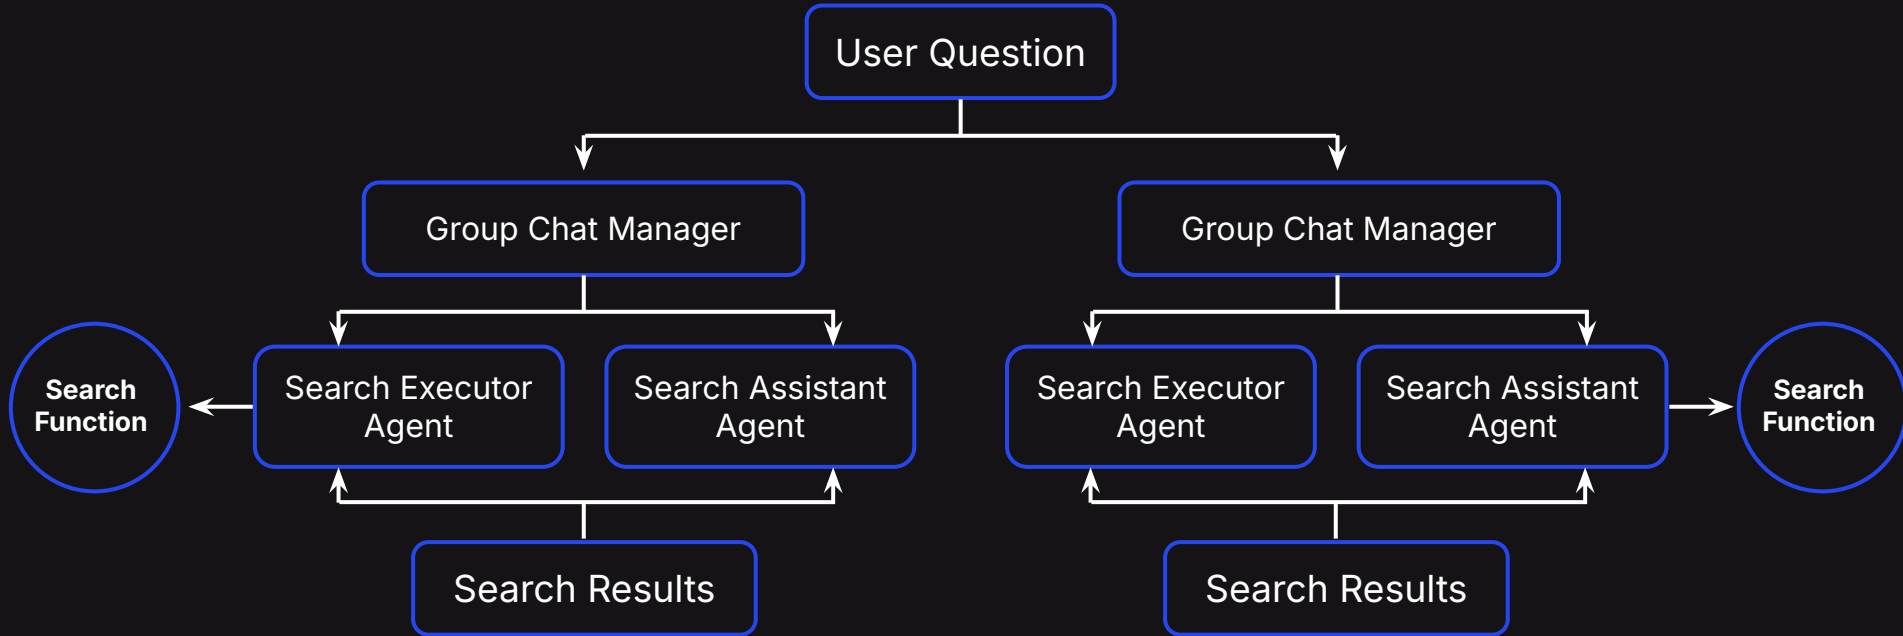 User Question
Group Chat Manager
Group Chat Manager
Search
Function
Search Executor
Agent
Search Assistant
Agent
Search Executor
Agent
Search Assistant
Agent
Search
Function
Search Results
Search Results